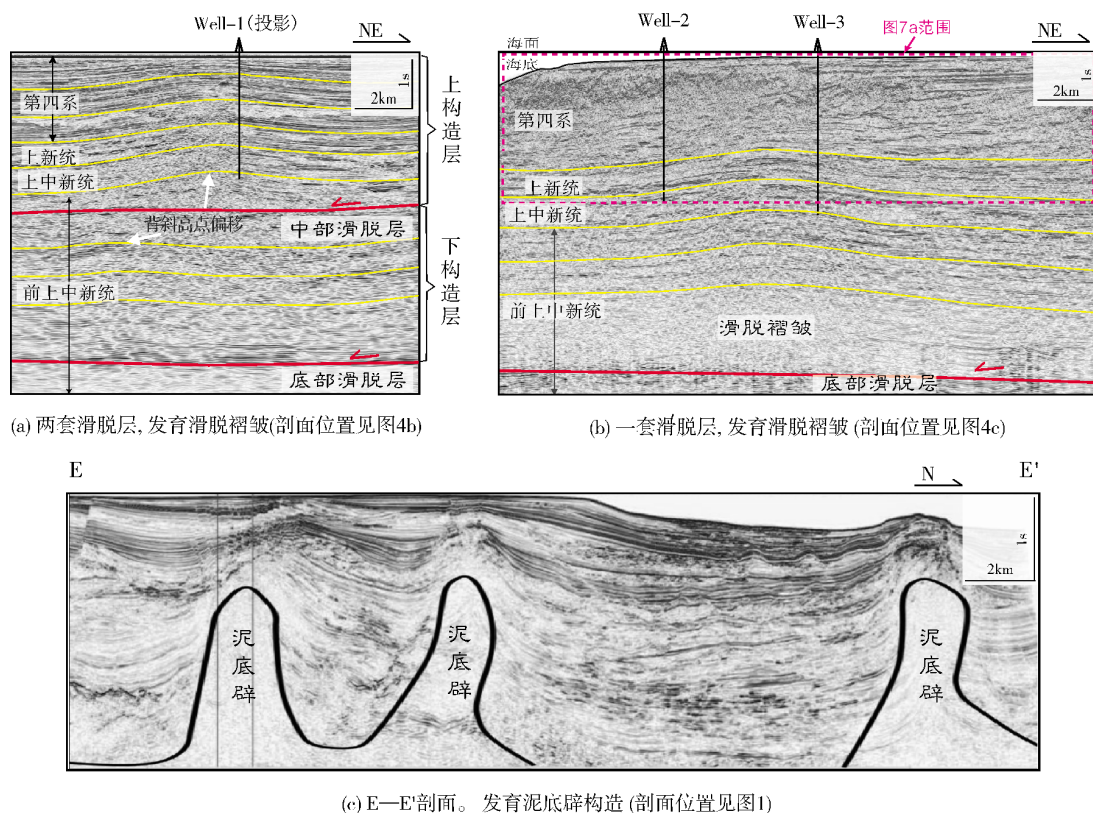 Well-1(投影)
NE
1s
2km
第四系
上新统
上中新统
背斜高点偏移
中部滑脱层
前上中新统
底部滑脱层
上构造层
下构造层
Well-2
Well-3
图7a范围
NE
海面
海底
1s
2km
第四系
上新统
上中新统
前上中新统
滑脱褶皱
底部滑脱层
(a) 两套滑脱层, 发育滑脱褶皱(剖面位置见图4b)
(b) 一套滑脱层, 发育滑脱褶皱 (剖面位置见图4c)
E
N
E'
1s
2km
泥底辟
泥底辟
泥底辟
(c) E—E'剖面。 发育泥底辟构造 (剖面位置见图1)